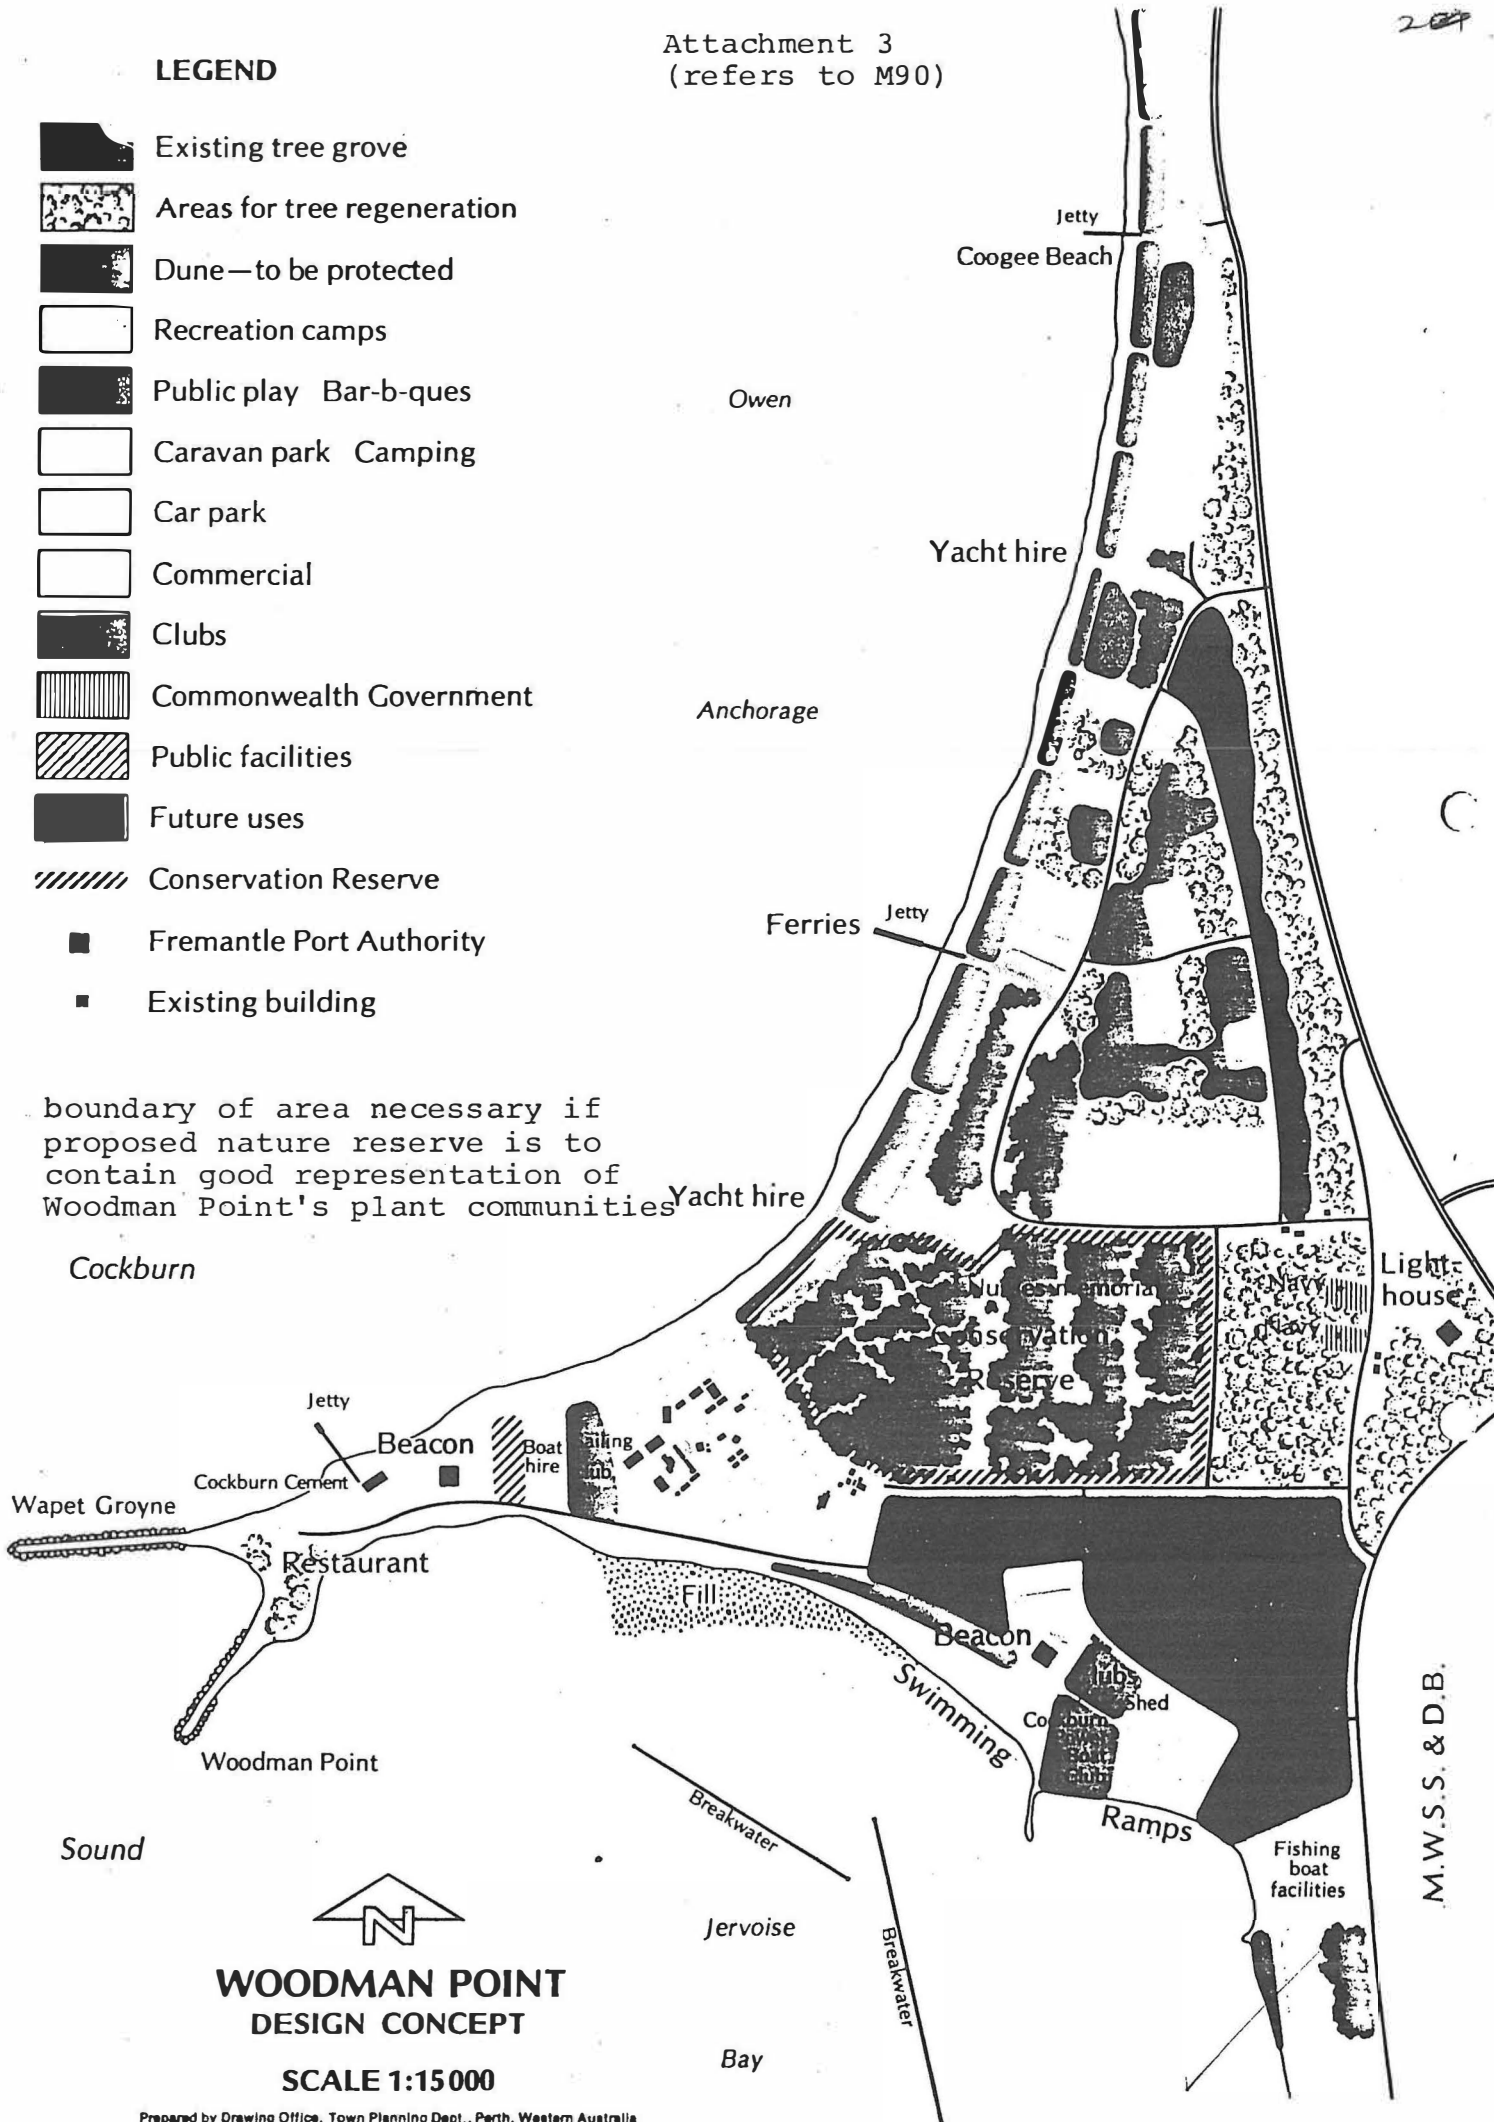 Attachment 3
(refers to M90)
LEGEND
Existing tree grove
Areas for tree regeneration
Dune—to be protected
Recreation camps
Public play Bar-b-ques
Caravan park Camping
Car park
Commercial
Clubs
Commonwealth Government
Public facilities
Future uses
Conservation Reserve
Fremantle Port Authority
Existing building
boundary of area necessary if
proposed nature reserve is to
contain good representation of
Woodman Point's plant communities
Jetty
Coogee Beach
Owen
Yacht hire
Anchorage
Ferries
Jetty
Yacht hire
Cockburn
Light-
house
Navy
Navy
Conservation
Reserve
Jetty
Beacon
Boat
hire
Cockburn Cement
Wapet Groyne
Restaurant
Fill
Beacon
Shed
Swimming
Boat
Woodman Point
Breakwater
Ramps
Fishing
boat
facilities
M.W.S.S. & D.B.
Sound
N
Jervoise
Breakwater
Bay
WOODMAN POINT
DESIGN CONCEPT
SCALE 1:15000
Prepared by Drawing Office, Town Planning Dept., Perth, Western Australia